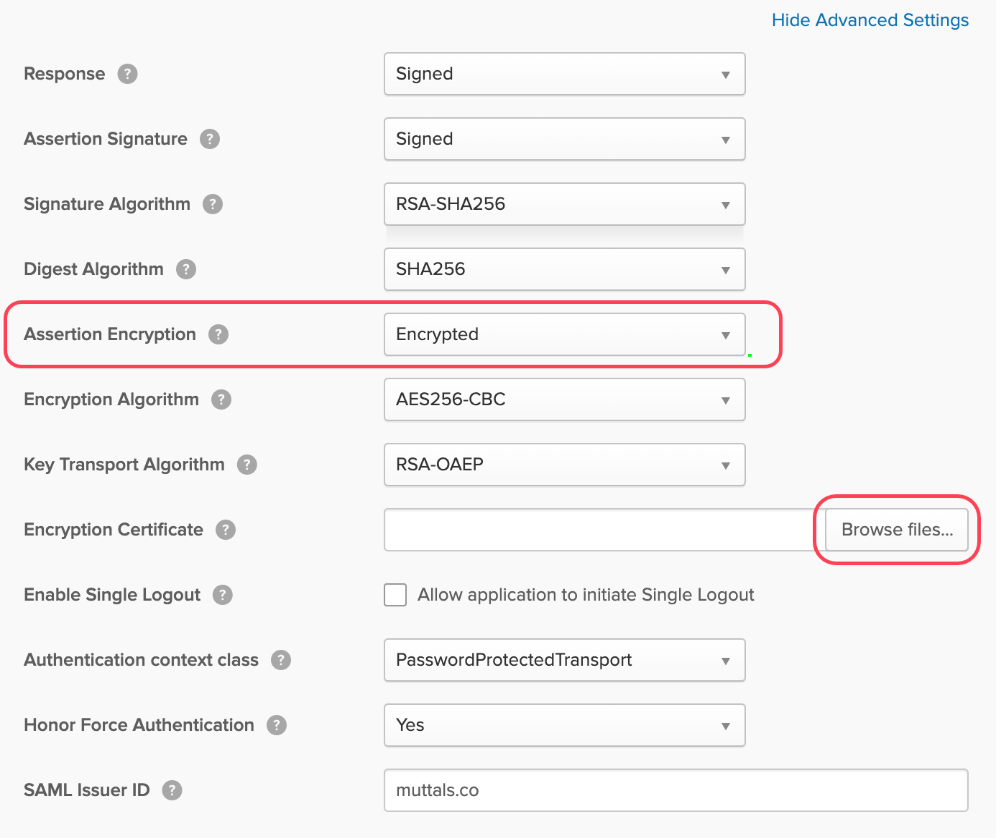 Hide Advanced Settings
Response ?
Signed
Assertion Signature ?
Signed
Signature Algorithm ?
RSA-SHA256
Digest Algorithm ?
SHA256
Assertion Encryption ?
Encrypted
Encryption Algorithm ?
AES256-CBC
Key Transport Algorithm ?
RSA-OAEP
Encryption Certificate ?
Browse files...
Enable Single Logout ?
Allow application to initiate Single Logout
Authentication context class ?
PasswordProtectedTransport
Honor Force Authentication ?
Yes
SAML Issuer ID ?
muttals.co